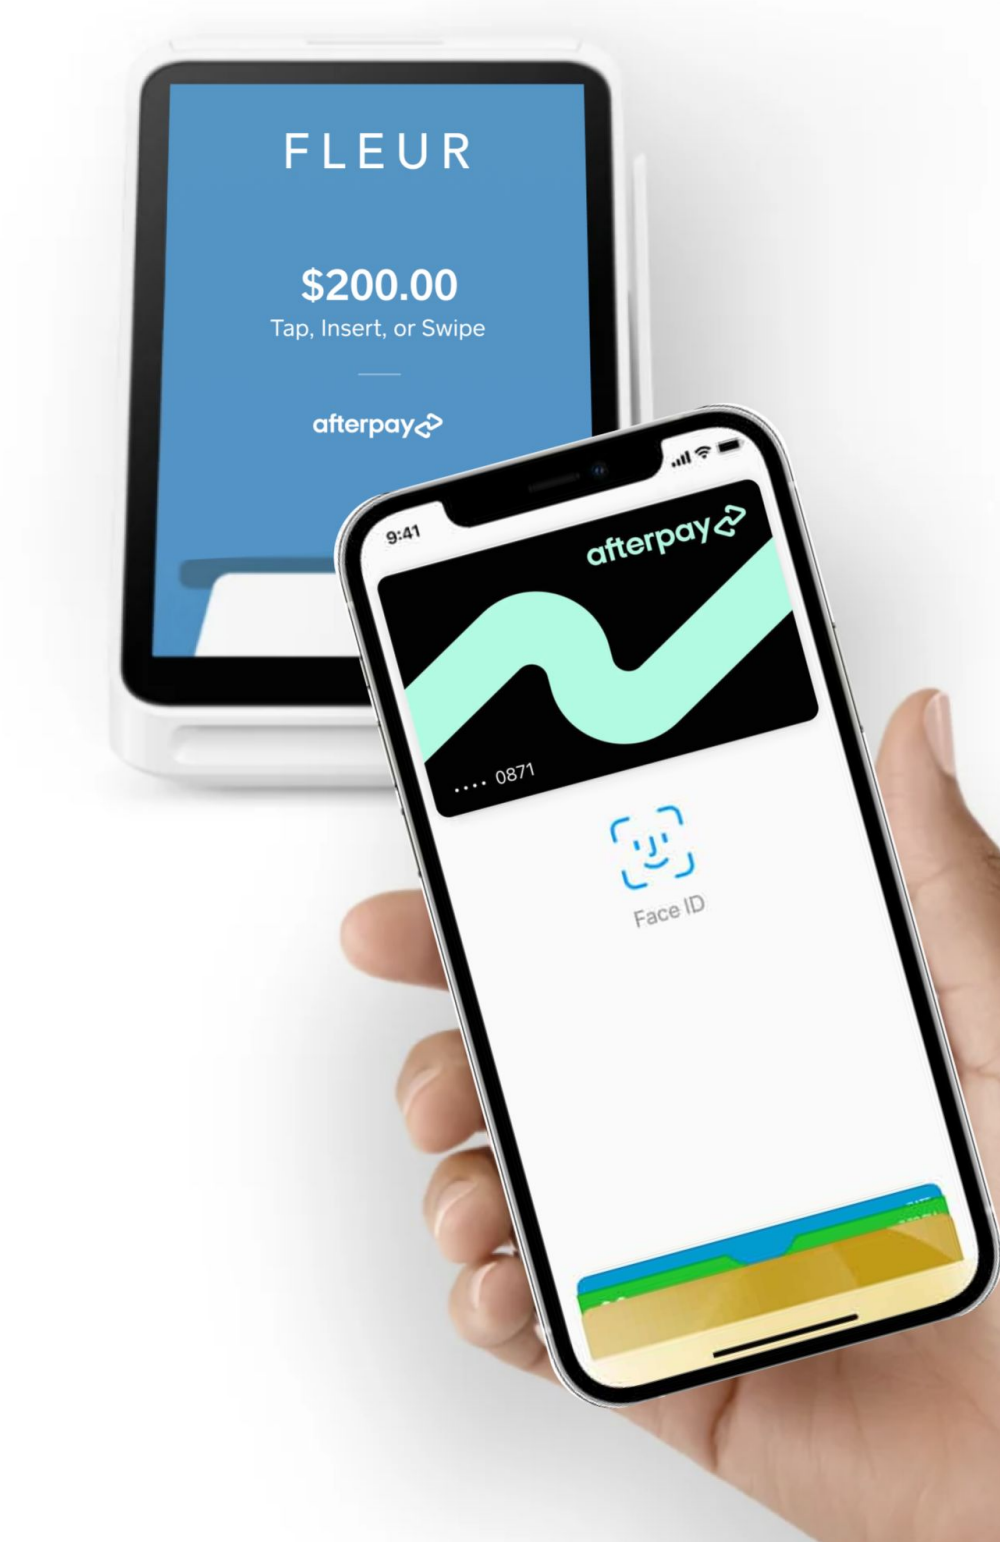 FLEUR
$200.00
Tap, Insert, or Swipe
afterpay
9:41
afterpay
.... 0871
Face ID